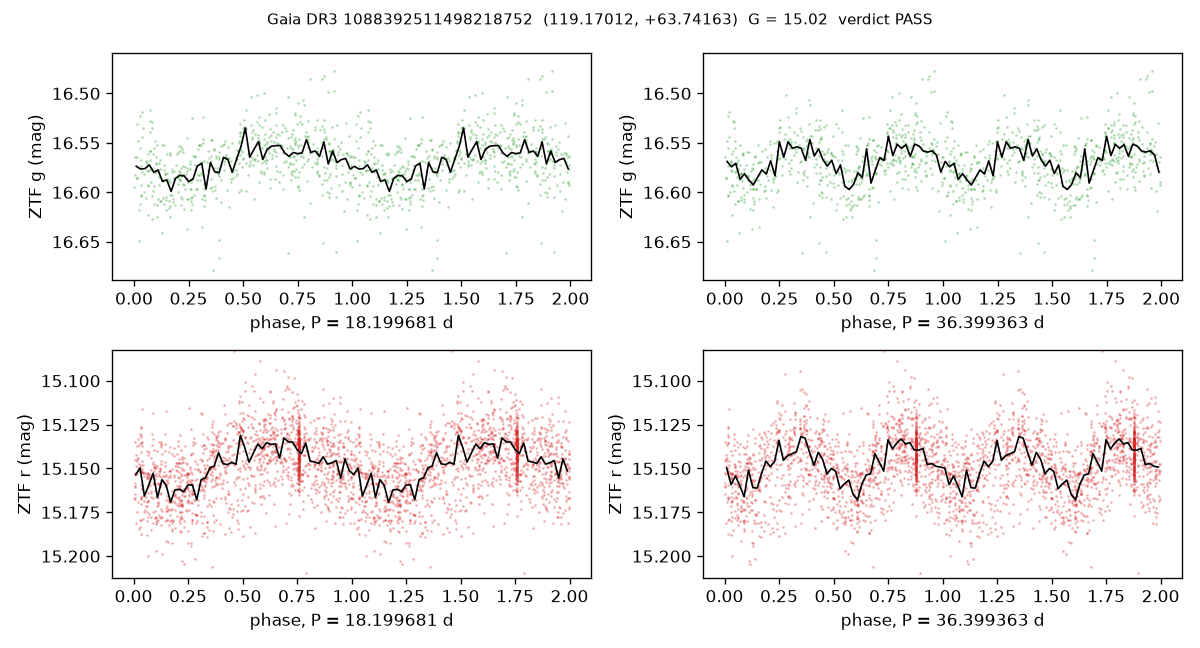 Gaia DR3 1088392511498218752  (119.17012, +63.74163)  G = 15.02  verdict PASS
ZTF g (mag)
16.50
16.55
16.60
16.65
0.00 0.25 0.50 0.75 1.00 1.25 1.50 1.75 2.00
phase, P = 18.199681 d
ZTF g (mag)
16.50
16.55
16.60
16.65
0.00 0.25 0.50 0.75 1.00 1.25 1.50 1.75 2.00
phase, P = 36.399363 d
ZTF r (mag)
15.100
15.125
15.150
15.175
15.200
0.00 0.25 0.50 0.75 1.00 1.25 1.50 1.75 2.00
phase, P = 18.199681 d
ZTF r (mag)
15.100
15.125
15.150
15.175
15.200
0.00 0.25 0.50 0.75 1.00 1.25 1.50 1.75 2.00
phase, P = 36.399363 d